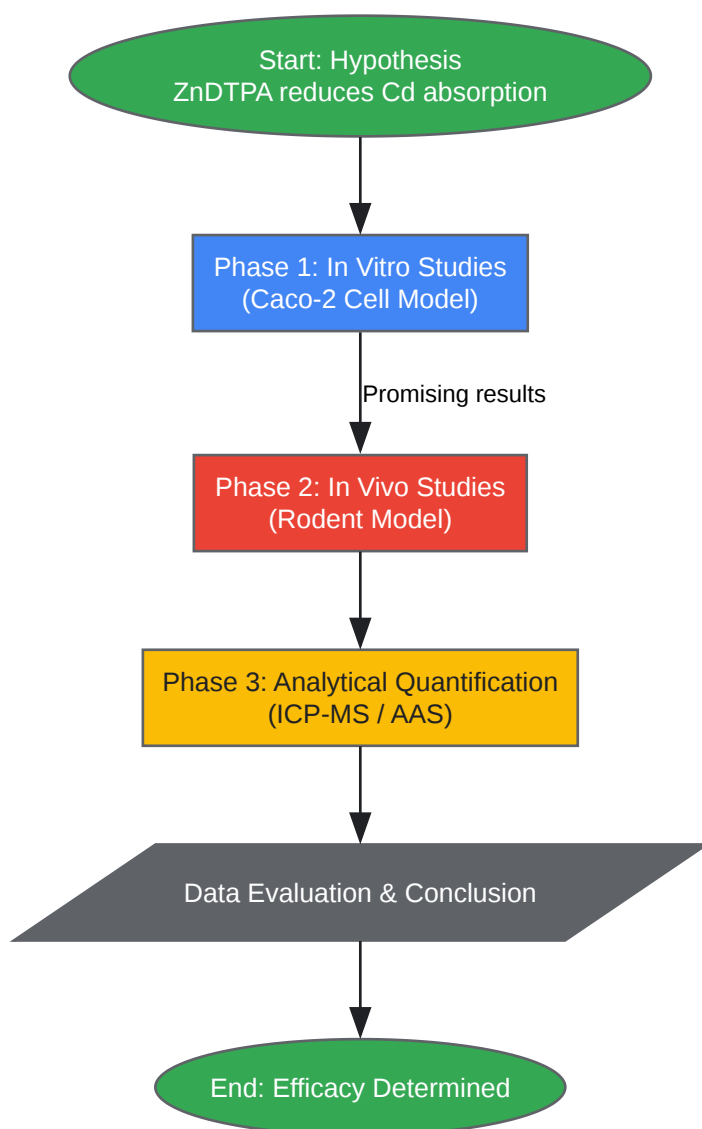 Start: Hypothesis
ZnDTPA reduces Cd absorption
Phase 1: In Vitro Studies
(Caco-2 Cell Model)
Promising results
Phase 2: In Vivo Studies
(Rodent Model)
Phase 3: Analytical Quantification
(ICP-MS / AAS)
Data Evaluation & Conclusion
End: Efficacy Determined